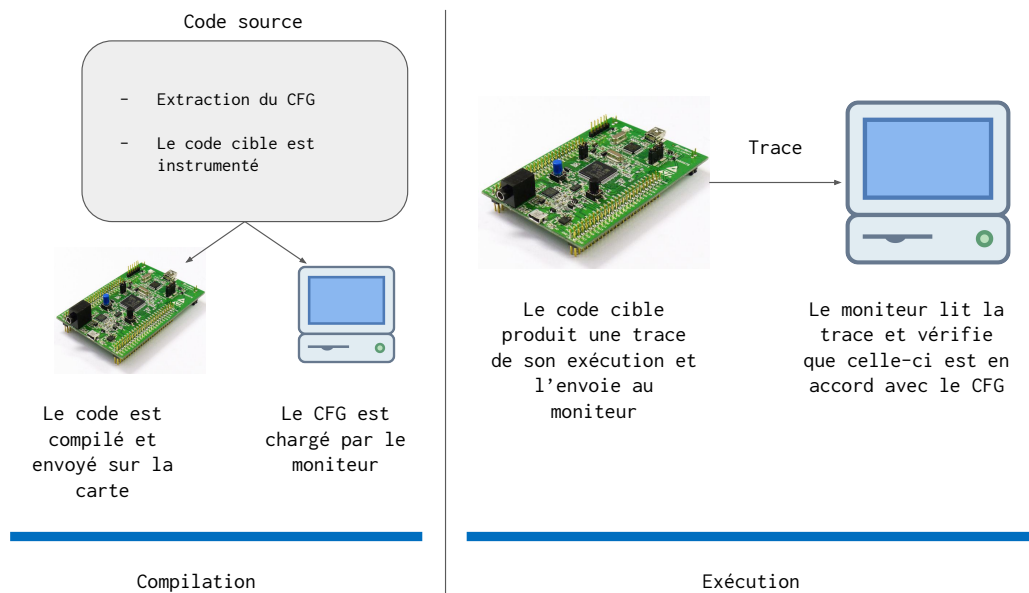 Code source
- Extraction du CFG
- Le code cible est
instrumenté
Le code est
compilé et
envoyé sur la
carte
Le CFG est
chargé par le
moniteur
Compilation
Trace
Le code cible
produit une trace
de son exécution et
l’envoie au
moniteur
Le moniteur lit la
trace et vérifie
que celle-ci est en
accord avec le CFG
Exécution